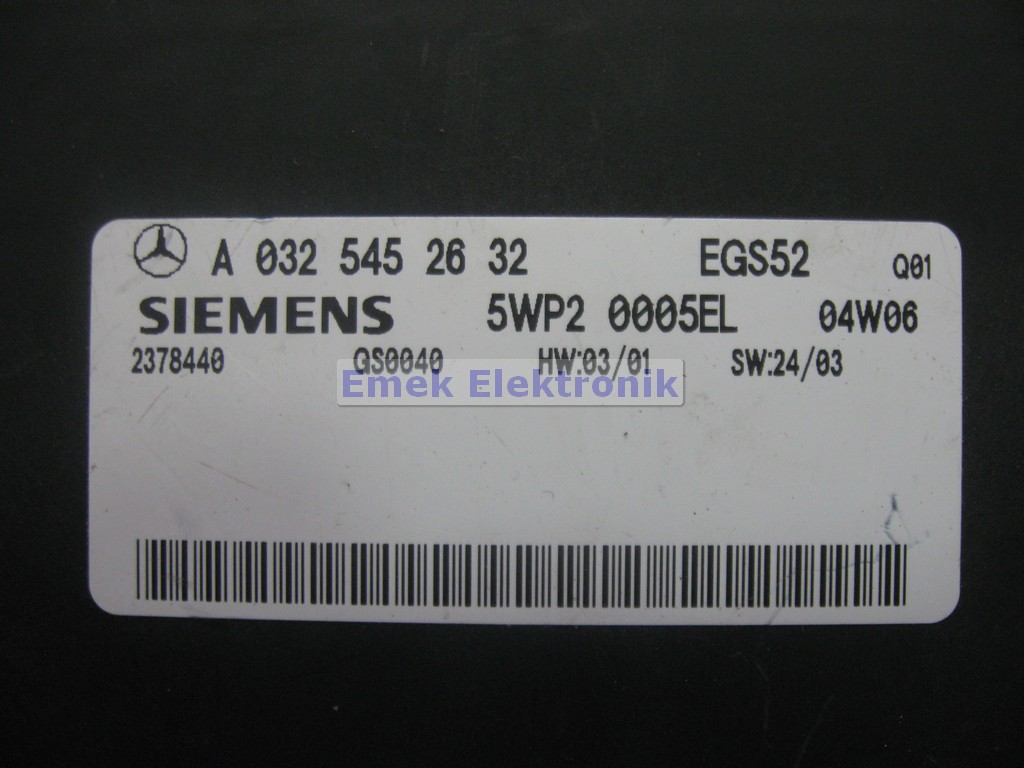 A 032 545 26 32 EGS52 Q01
SIEMENS 5WP2 0005EL 04W06
2378440 GS0040 HW:03/01 SW:24/03
Emek Elektronik